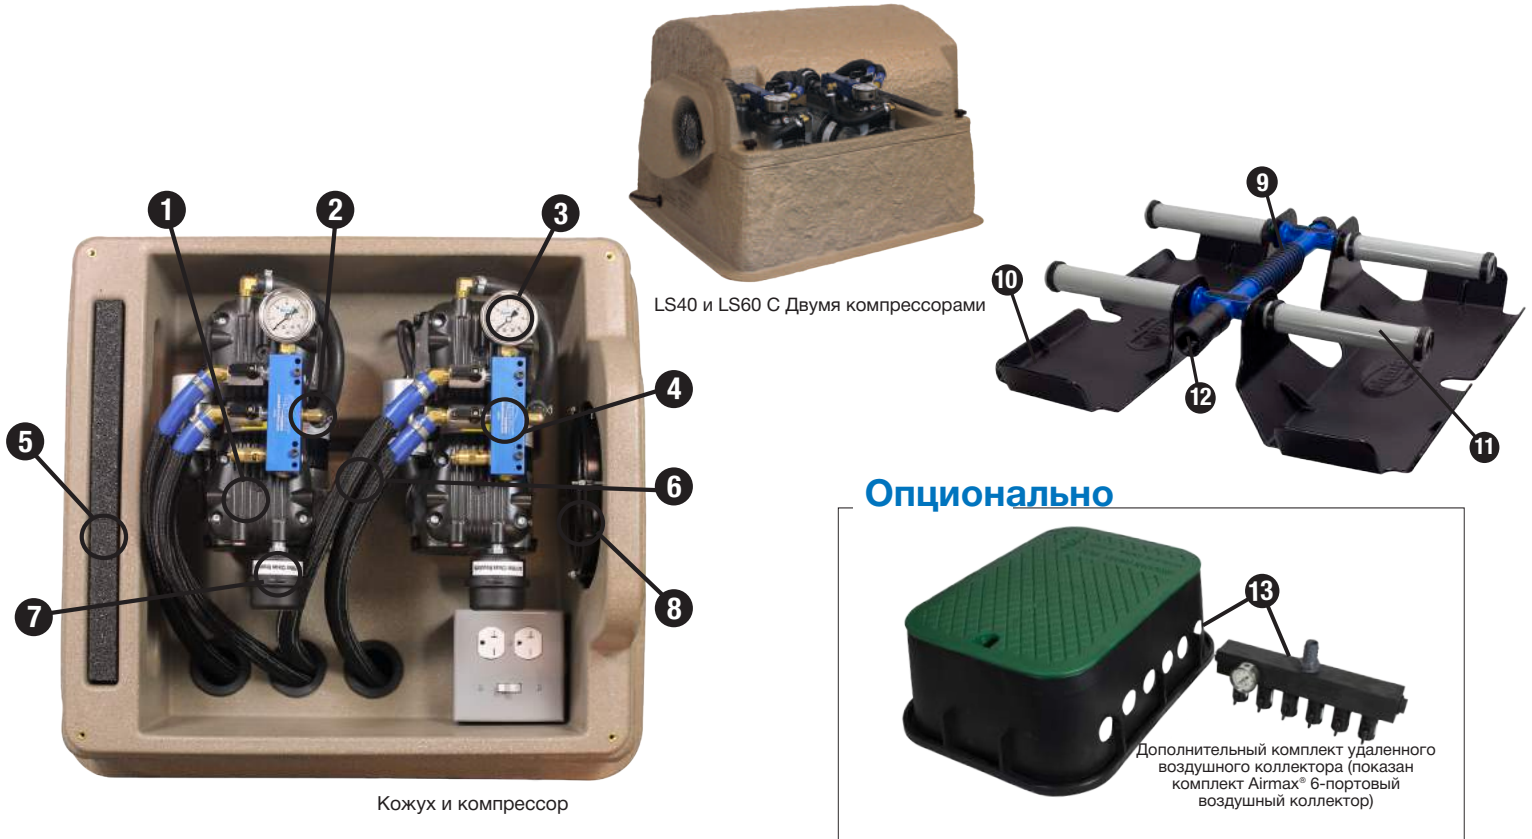 1
2
3
4
5
6
7
8
Кожух и компрессор
LS40 и LS60 С Двумя компрессорами
9
10
11
12
Опционально
13
Дополнительный комплект удаленного
воздушного коллектора (показан
комплект Airmax® 6-портовый
воздушный коллектор)